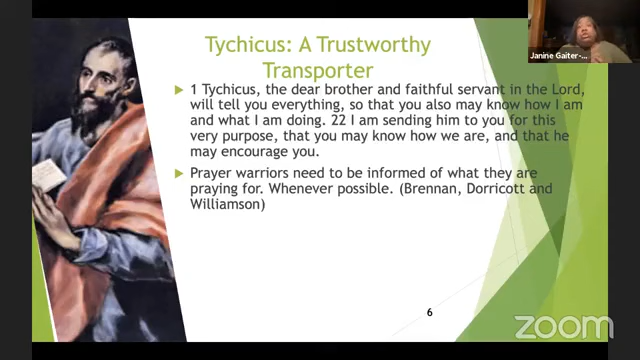 Tychicus: A Trustworthy
Transporter
1 Tychicus, the dear brother and faithful servant in the Lord,
will tell you everything, so that you also may know how I am
and what I am doing. 22 I am sending him to you for this
very purpose, that you may know how we are, and that he
may encourage you.
Prayer warriors need to be informed of what they are
praying for. Whenever possible. (Brennan, Dorricott and
Williamson)
6
Janine Gaiter-...
zoom